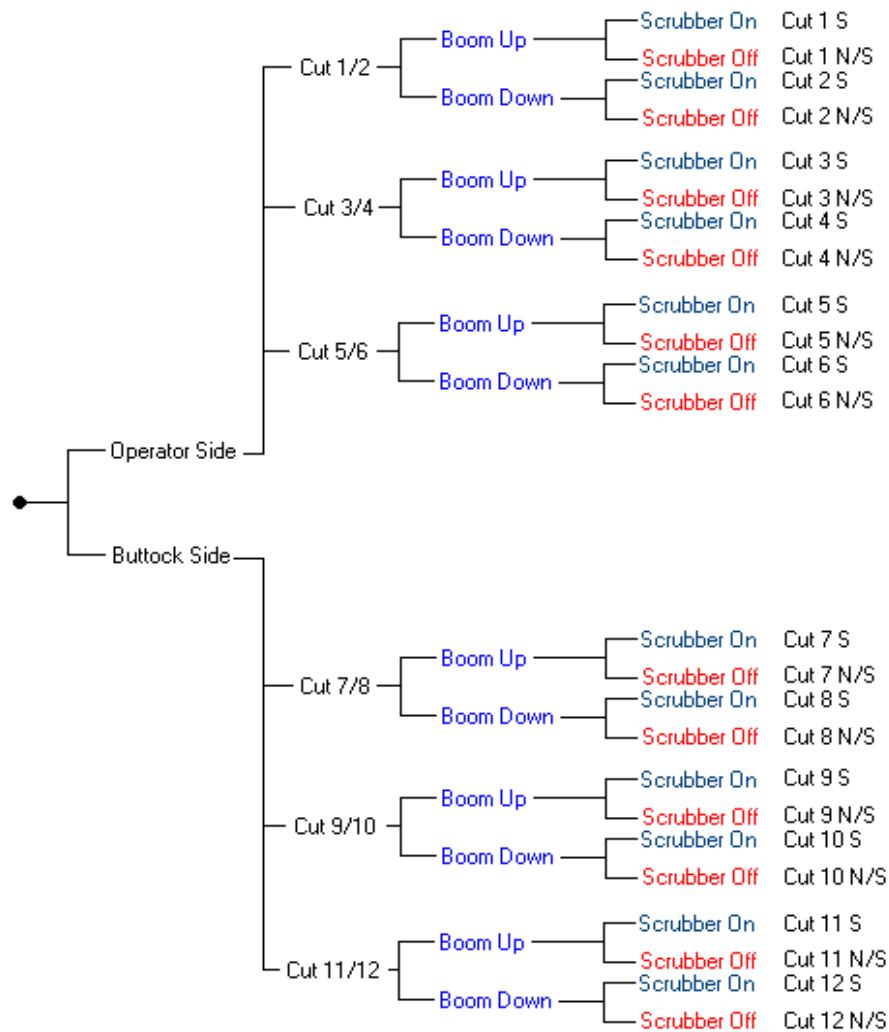 Scrubber On Cut 1 S
Boom Up
Scrubber Off Cut 1 N/S
Cut 1/2
Scrubber On Cut 2 S
Boom Down
Scrubber Off Cut 2 N/S
Scrubber On Cut 3 S
Boom Up
Scrubber Off Cut 3 N/S
Cut 3/4
Scrubber On Cut 4 S
Boom Down
Scrubber Off Cut 4 N/S
Scrubber On Cut 5 S
Boom Up
Scrubber Off Cut 5 N/S
Cut 5/6
Scrubber On Cut 6 S
Boom Down
Scrubber Off Cut 6 N/S
Operator Side
Buttock Side
Scrubber On Cut 7 S
Boom Up
Scrubber Off Cut 7 N/S
Cut 7/8
Scrubber On Cut 8 S
Boom Down
Scrubber Off Cut 8 N/S
Scrubber On Cut 9 S
Boom Up
Scrubber Off Cut 9 N/S
Cut 9/10
Scrubber On Cut 10 S
Boom Down
Scrubber Off Cut 10 N/S
Scrubber On Cut 11 S
Boom Up
Scrubber Off Cut 11 N/S
Cut 11/12
Scrubber On Cut 12 S
Boom Down
Scrubber Off Cut 12 N/S